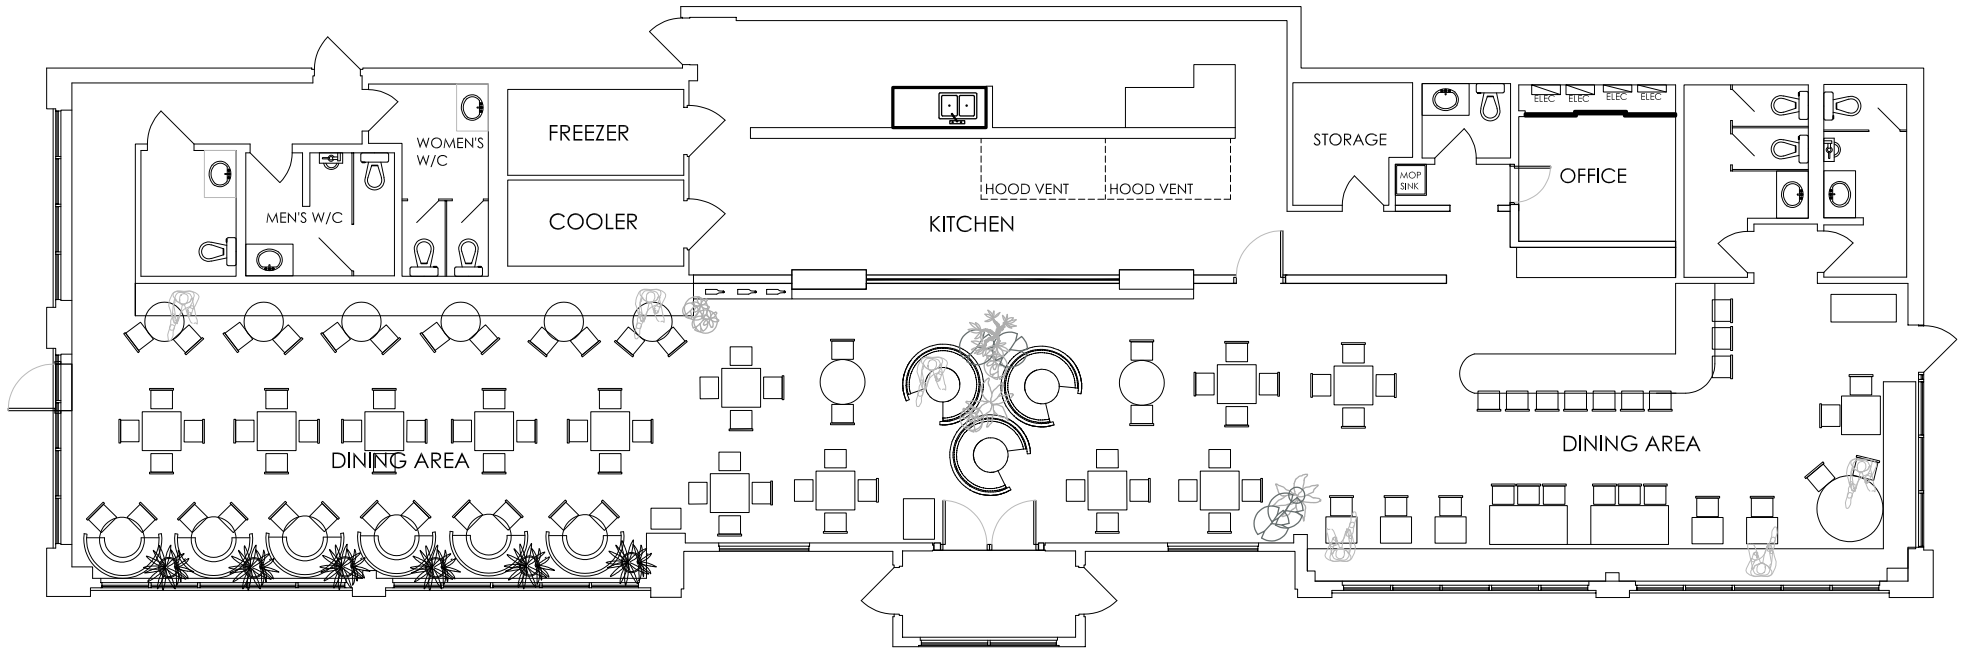 ELEC
ELEC
ELEC
ELEC
FREEZER
WOMEN'S
W/C
STORAGE
MOP
SINK
OFFICE
HOOD VENT
HOOD VENT
MEN'S W/C
COOLER
KITCHEN
DINING AREA
DINING AREA